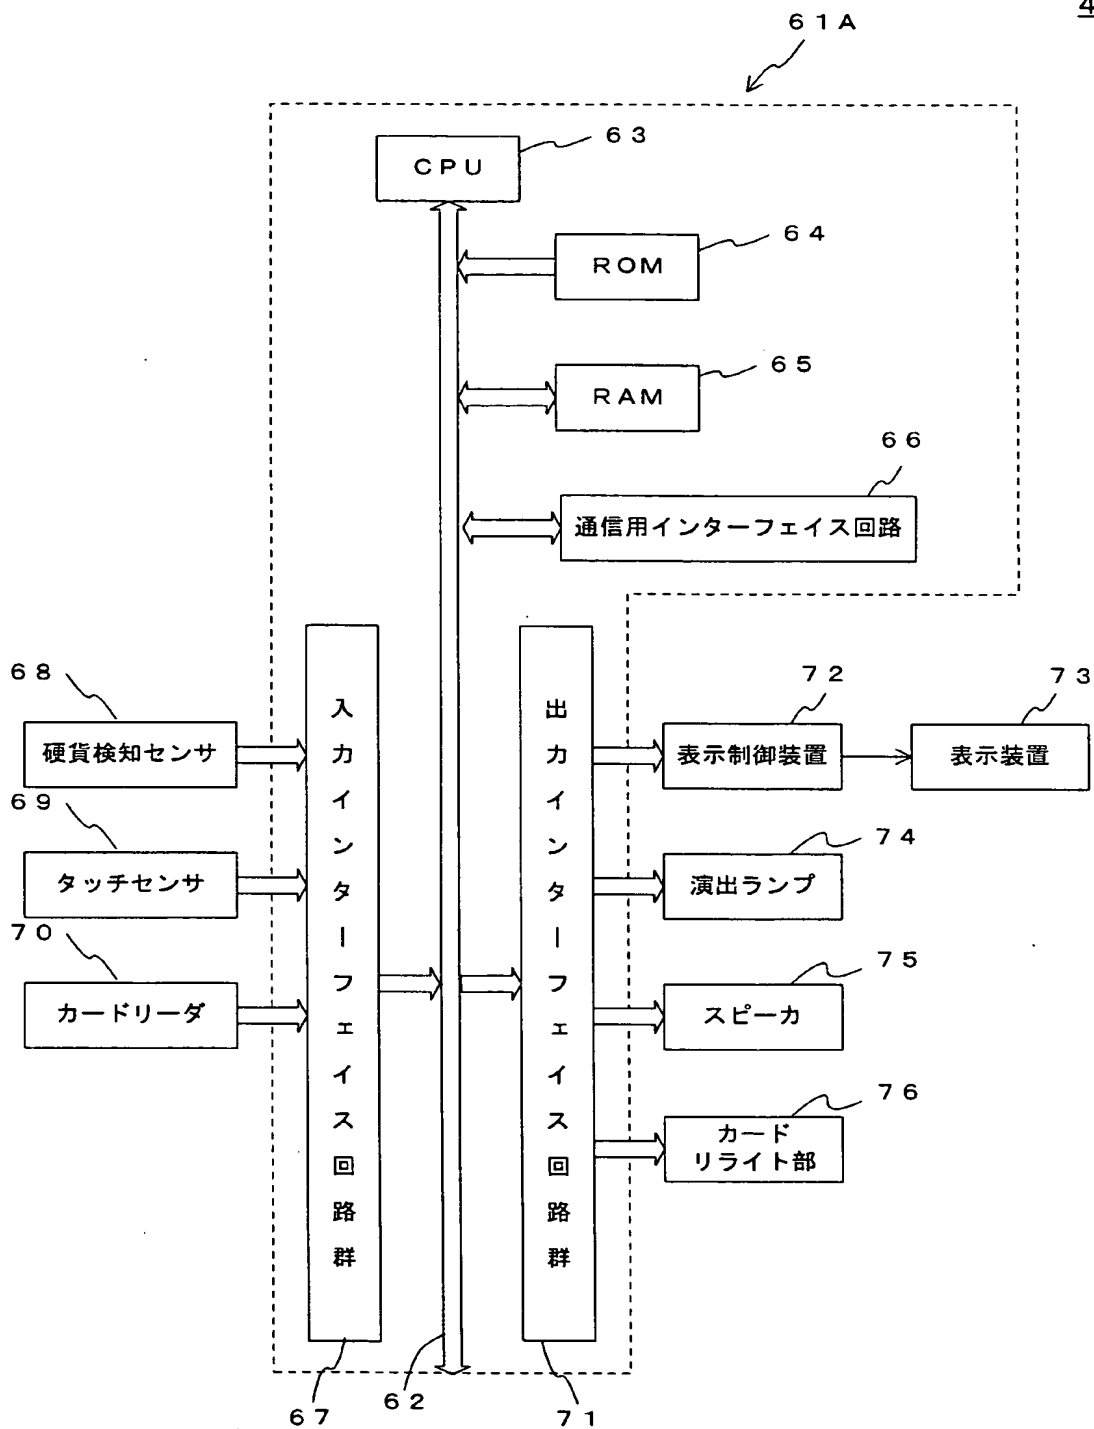 4
61A
63
CPU
64
ROM
65
RAM
66
通信用インターフェイス回路
68
硬貨検知センサ
69
タッチセンサ
70
カードリーダ
入力インターフェイス回路群
出力インターフェイス回路群
72
表示制御装置
73
表示装置
74
演出ランプ
75
スピーカ
76
カード
リライト部
67
62
71